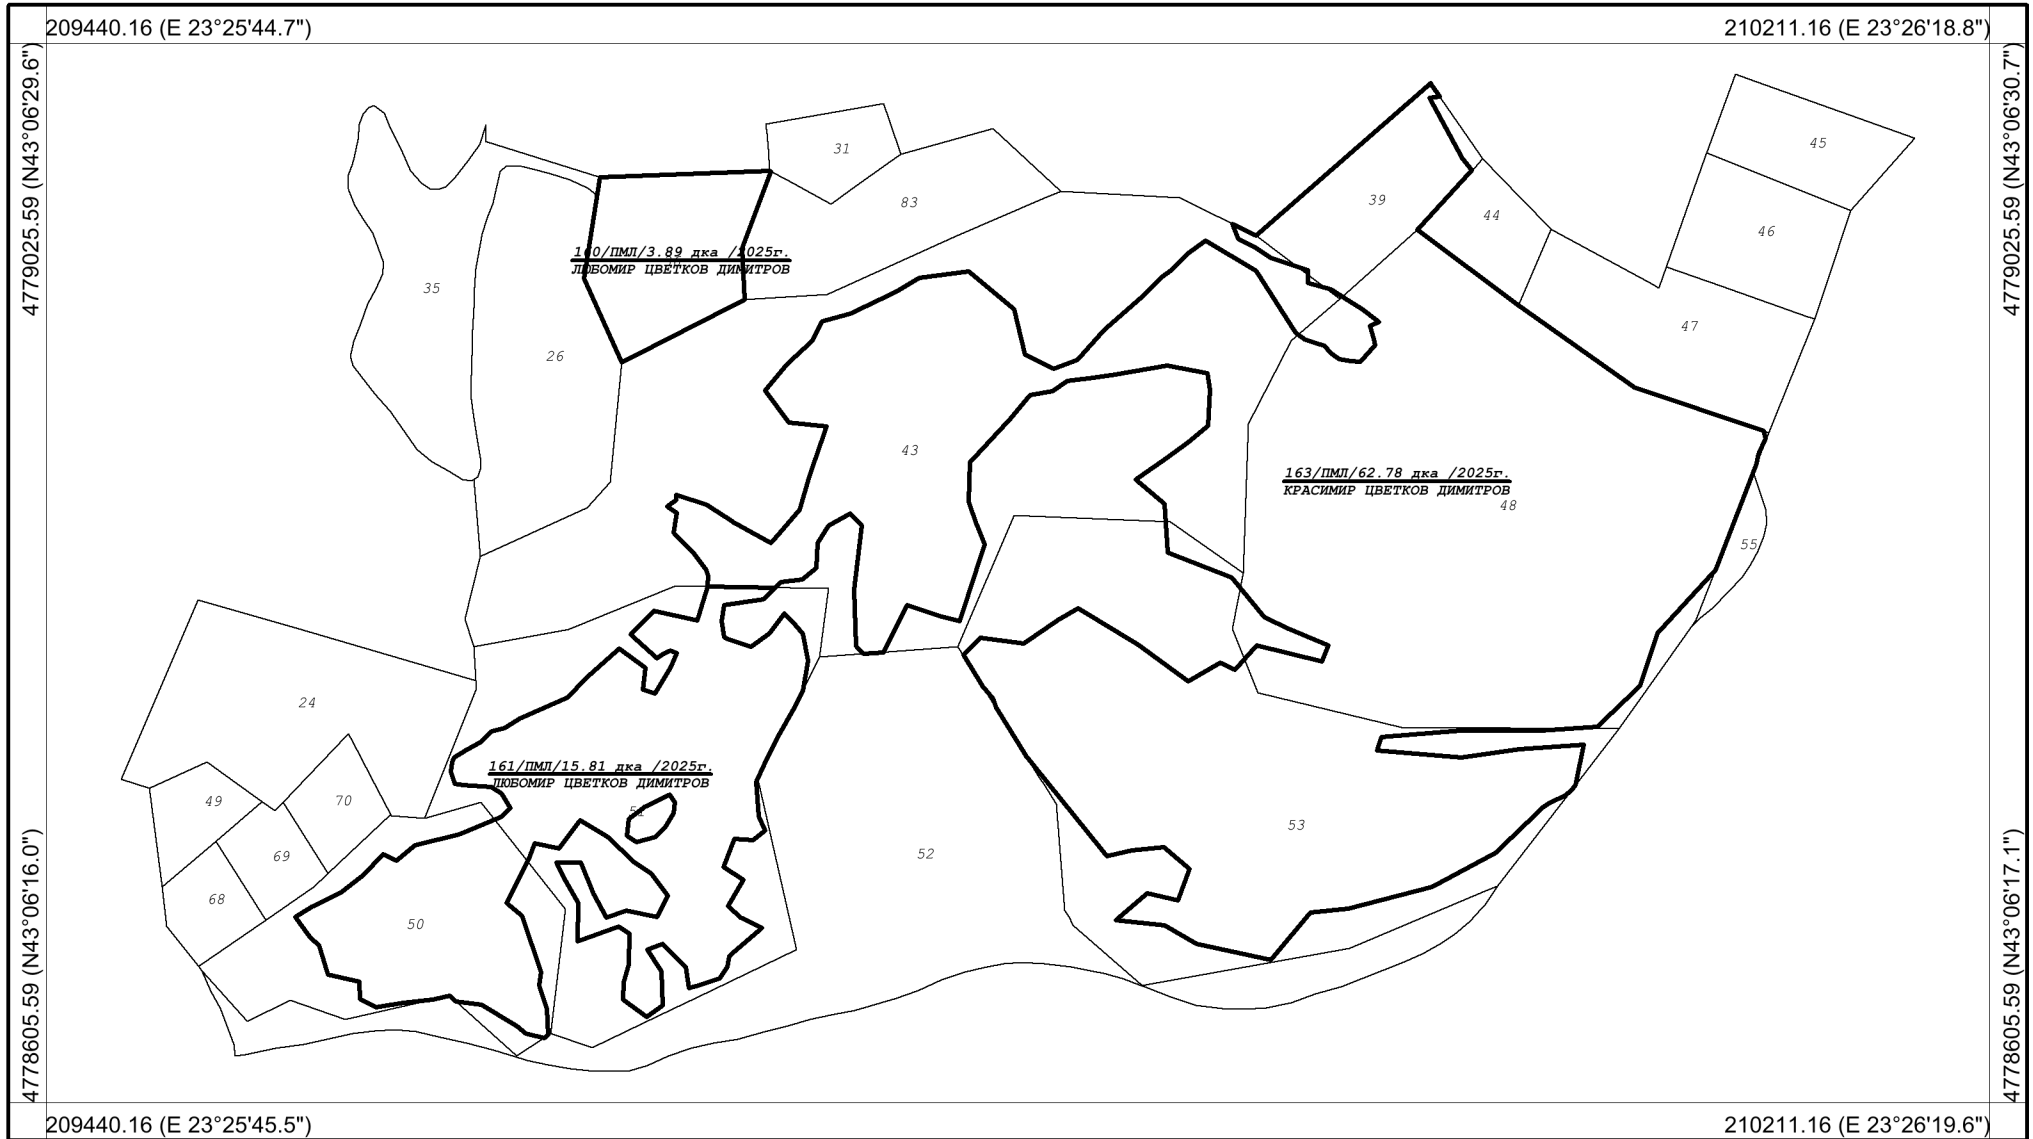 209440.16 (E 23°25'44.7")
210211.16 (E 23°26'18.8")
4779025.59 (N43°06'29.6")
4779025.59 (N43°06'30.7")
45
31
39
83
44
46
160/ПМЛ/3.89 дка /2025г.
ЛЮБОМИР ЦВЕТКОВ ДИМИТРОВ
35
47
26
43
163/ПМЛ/62.78 дка /2025г.
КРАСИМИР ЦВЕТКОВ ДИМИТРОВ
48
55
24
161/ПМЛ/15.81 дка /2025г.
ЛЮБОМИР ЦВЕТКОВ ДИМИТРОВ
49
70
51
53
69
52
68
50
4778605.59 (N43°06'16.0")
4778605.59 (N43°06'17.1")
209440.16 (E 23°25'45.5")
210211.16 (E 23°26'19.6")